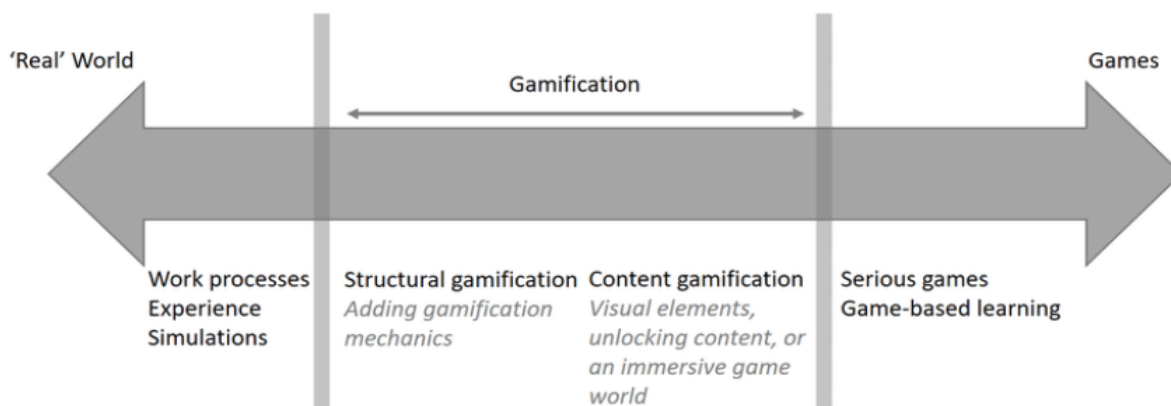 ‘Real’ World
Games
Gamification
Work processes
Experience
Simulations
Structural gamification
Adding gamification
mechanics
Content gamification
Visual elements,
unlocking content, or
an immersive game
world
Serious games
Game-based learning